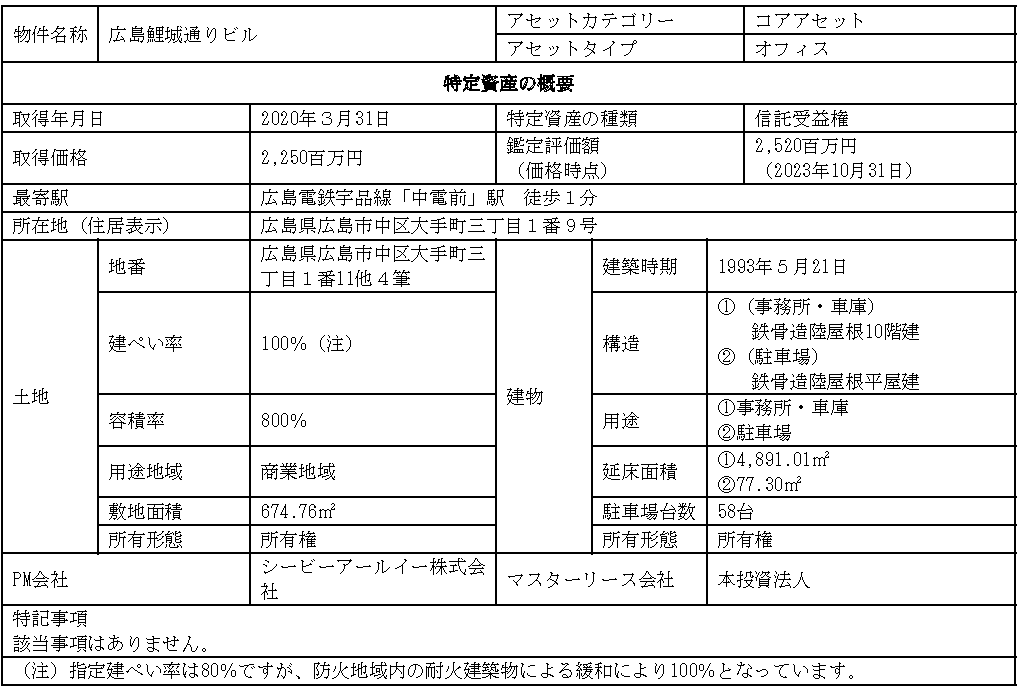 物件名称 広島鯉城通りビル アセットカテゴリー コアアセット
アセットタイプ オフィス
特定資産の概要
取得年月日 2020年3月31日 特定資産の種類 信託受益権
取得価格 2,250百万円 鑑定評価額
（価格時点） 2,520百万円
（2023年10月31日）
最寄駅 広島電鉄宇品線「中電前」駅　徒歩1分
所在地（住居表示） 広島県広島市中区大手町三丁目1番9号
土地 地番 広島県広島市中区大手町三
丁目1番11他4筆
建ぺい率 100%（注）
容積率 800%
用途地域 商業地域
敷地面積 674.76㎡
所有形態 所有権
建物 建築時期 1993年5月21日
構造 ①（事務所・車庫）
鉄骨造陸屋根10階建
②（駐車場）
鉄骨造陸屋根平屋建
用途 ①事務所・車庫
②駐車場
延床面積 ①4,891.01㎡
②77.30㎡
駐車場台数 58台
所有形態 所有権
PM会社 シービーアールイー株式会
社
マスターリース会社 本投資法人
特記事項
該当事項はありません。
（注）指定建ぺい率は80%ですが、防火地域内の耐火建築物による緩和により100%となっています。